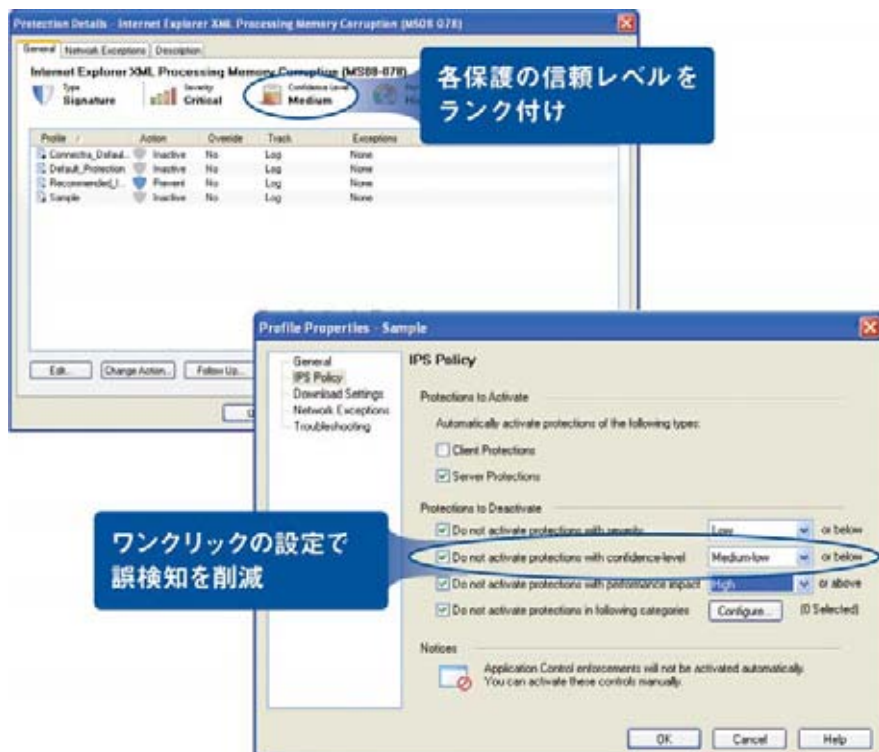 Protection Details - Internet Explorer XML Processing Memory Corruption (MS08-078)
General Network Exceptions Description
Internet Explorer XML Processing Memory Corruption (MS08-078)
Type
Signature
Severity
Critical
Confidence Level
Medium
各保護の信頼レベルを
ランク付け
Profile / Action Override Track Exceptions
Connectra_Defaul... Inactive No Log None
Default_Protection Inactive No Log None
Recommended_I... Prevent No Log None
Sample Inactive No Log None
Edit... Change Action... Follow Up...
Profile Properties - Sample
General
IPS Policy
Download Settings
Network Exceptions
Troubleshooting
IPS Policy
Protections to Activate
Automatically activate protections of the following types:
Client Protections
Server Protections
Protections to Deactivate
Do not activate protections with severity Low or below
Do not activate protections with confidence-level Medium-low or below
Do not activate protections with performance impact High or above
Do not activate protections in following categories Configure... (0 Selected)
ワンクリックの設定で
誤検知を削減
Notices
Application Control enforcements will not be activated automatically.
You can activate these controls manually.
OK Cancel Help